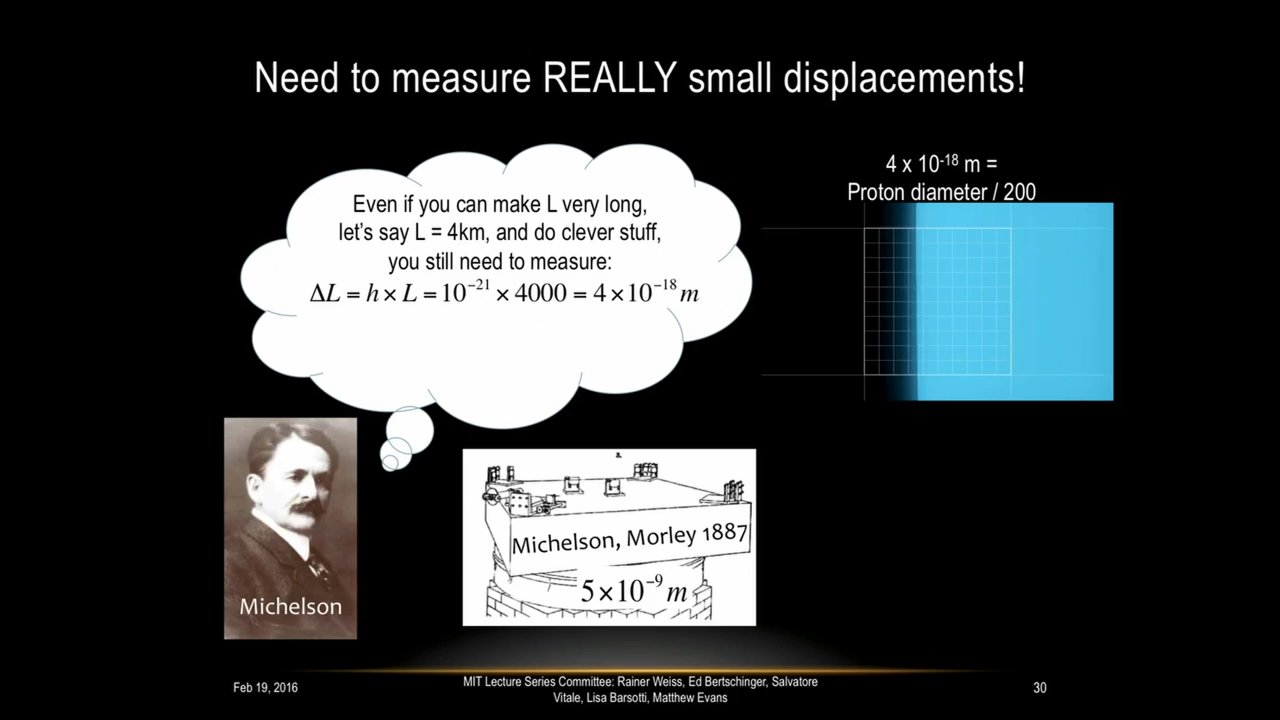 Need to measure REALLY small displacements!
Even if you can make L very long,
let's say L = 4km, and do clever stuff,
you still need to measure:
ΔL = h × L = 10⁻²¹ × 4000 = 4 × 10⁻¹⁸ m
4 x 10⁻¹⁸ m =
Proton diameter / 200
Michelson
Michelson, Morley 1887
5×10⁻⁹ m
Feb 19, 2016
MIT Lecture Series Committee: Rainer Weiss, Ed Bertschinger, Salvatore
Vitale, Lisa Barsotti, Matthew Evans
30